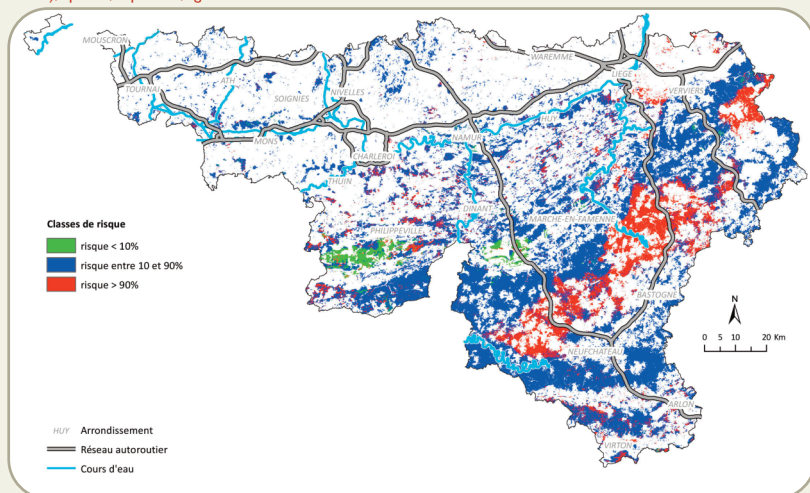 MOUSCRON
WAREMME
LIEGE
TOURNAI
ATH
VERVIERS
SOIGNIES
NIVELLES
HUY
NAMUR
MONS
CHARLEROI
THUIN
DINANT
MARCHE-EN-FAMENNE
PHILIPPEVILLE
Classes de risque
risque < 10%
risque entre 10 et 90%
risque > 90%
BASTOGNE
N
0 5 10 20 Km
NEUFCHATEAU
ARLON
HUY Arrondissement
VIRTON
Réseau autoroutier
Cours d'eau